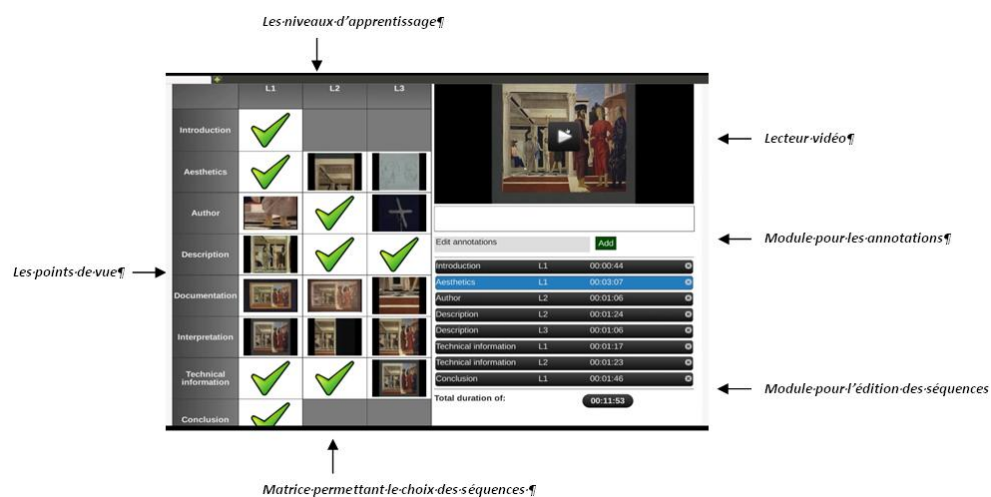 Les·niveaux·d'apprentissage¶
L1 L2 L3
Introduction
Aesthetics
Author
Description
Documentation
Interpretation
Technical
information
Conclusion
Les·points·de·vue¶
Lecteur·vidéo¶
Edit annotations Add
Module·pour·les·annotations¶
Introduction L1 00:00:44
Aesthetics L1 00:03:07
Author L2 00:01:06
Description L2 00:01:24
Description L3 00:01:06
Technical information L1 00:01:17
Technical information L2 00:01:23
Conclusion L1 00:01:46
Total duration of: 00:11:53
Module·pour·l'édition·des·séquences
Matrice·permettant·le·choix·des·séquences·¶